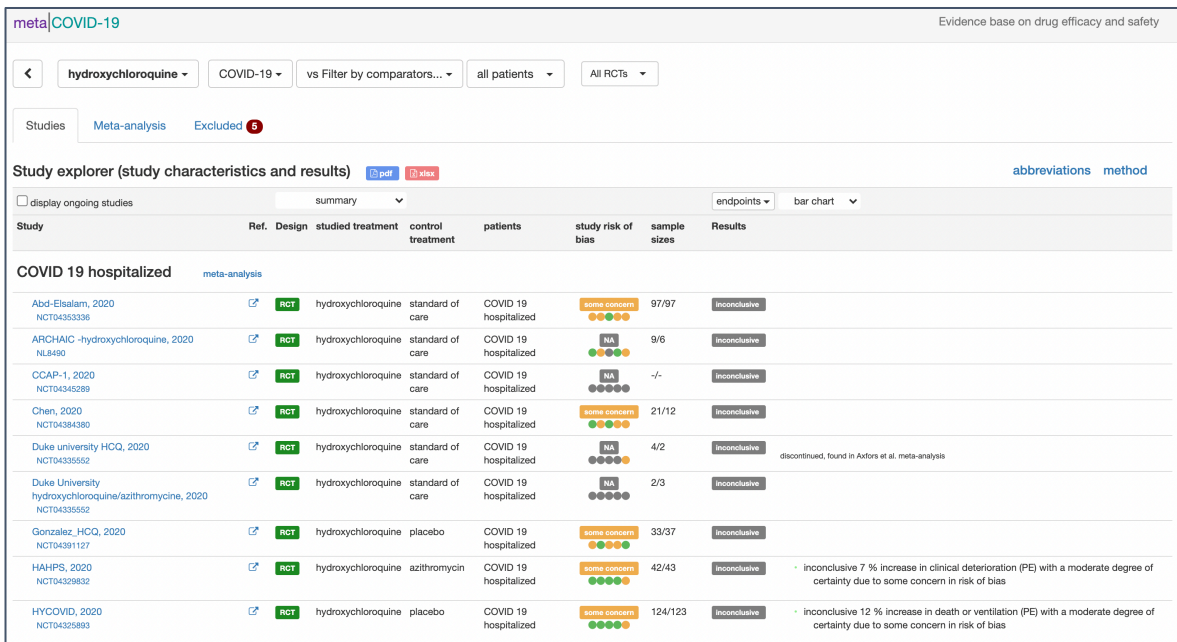 meta|COVID-19
Evidence base on drug efficacy and safety
hydroxychloroquine
COVID-19
vs Filter by comparators...
all patients
All RCTs
Studies
Meta-analysis
Excluded 5
Study explorer (study characteristics and results)
pdf
xlsx
abbreviations method
display ongoing studies
summary
endpoints
bar chart
Study Ref. Design studied treatment control treatment patients study risk of bias sample sizes Results
COVID 19 hospitalized meta-analysis
Abd-Elsalam, 2020 RCT hydroxychloroquine standard of care COVID 19 hospitalized some concern 97/97 inconclusive
NCT04353336
ARCHAIC -hydroxychloroquine, 2020 RCT hydroxychloroquine standard of care COVID 19 hospitalized NA 9/6 inconclusive
NL8490
CCAP-1, 2020 RCT hydroxychloroquine standard of care COVID 19 hospitalized NA -/- inconclusive
NCT04345289
Chen, 2020 RCT hydroxychloroquine standard of care COVID 19 hospitalized some concern 21/12 inconclusive
NCT04384380
Duke university HCQ, 2020 RCT hydroxychloroquine standard of care COVID 19 hospitalized NA 4/2 inconclusive
discontinued, found in Axfors et al. meta-analysis
NCT04335552
Duke University RCT hydroxychloroquine standard of care COVID 19 hospitalized NA 2/3 inconclusive
hydroxychloroquine/azithromycine, 2020
NCT04335552
Gonzalez_HCQ, 2020 RCT hydroxychloroquine placebo COVID 19 hospitalized some concern 33/37 inconclusive
NCT04391127
HAHPS, 2020 RCT hydroxychloroquine azithromycin COVID 19 hospitalized some concern 42/43 inconclusive
inconclusive 7 % increase in clinical deterioration (PE) with a moderate degree of
certainty due to some concern in risk of bias
NCT04329832
HYCOVID, 2020 RCT hydroxychloroquine placebo COVID 19 hospitalized some concern 124/123 inconclusive
inconclusive 12 % increase in death or ventilation (PE) with a moderate degree of
certainty due to some concern in risk of bias
NCT04325893